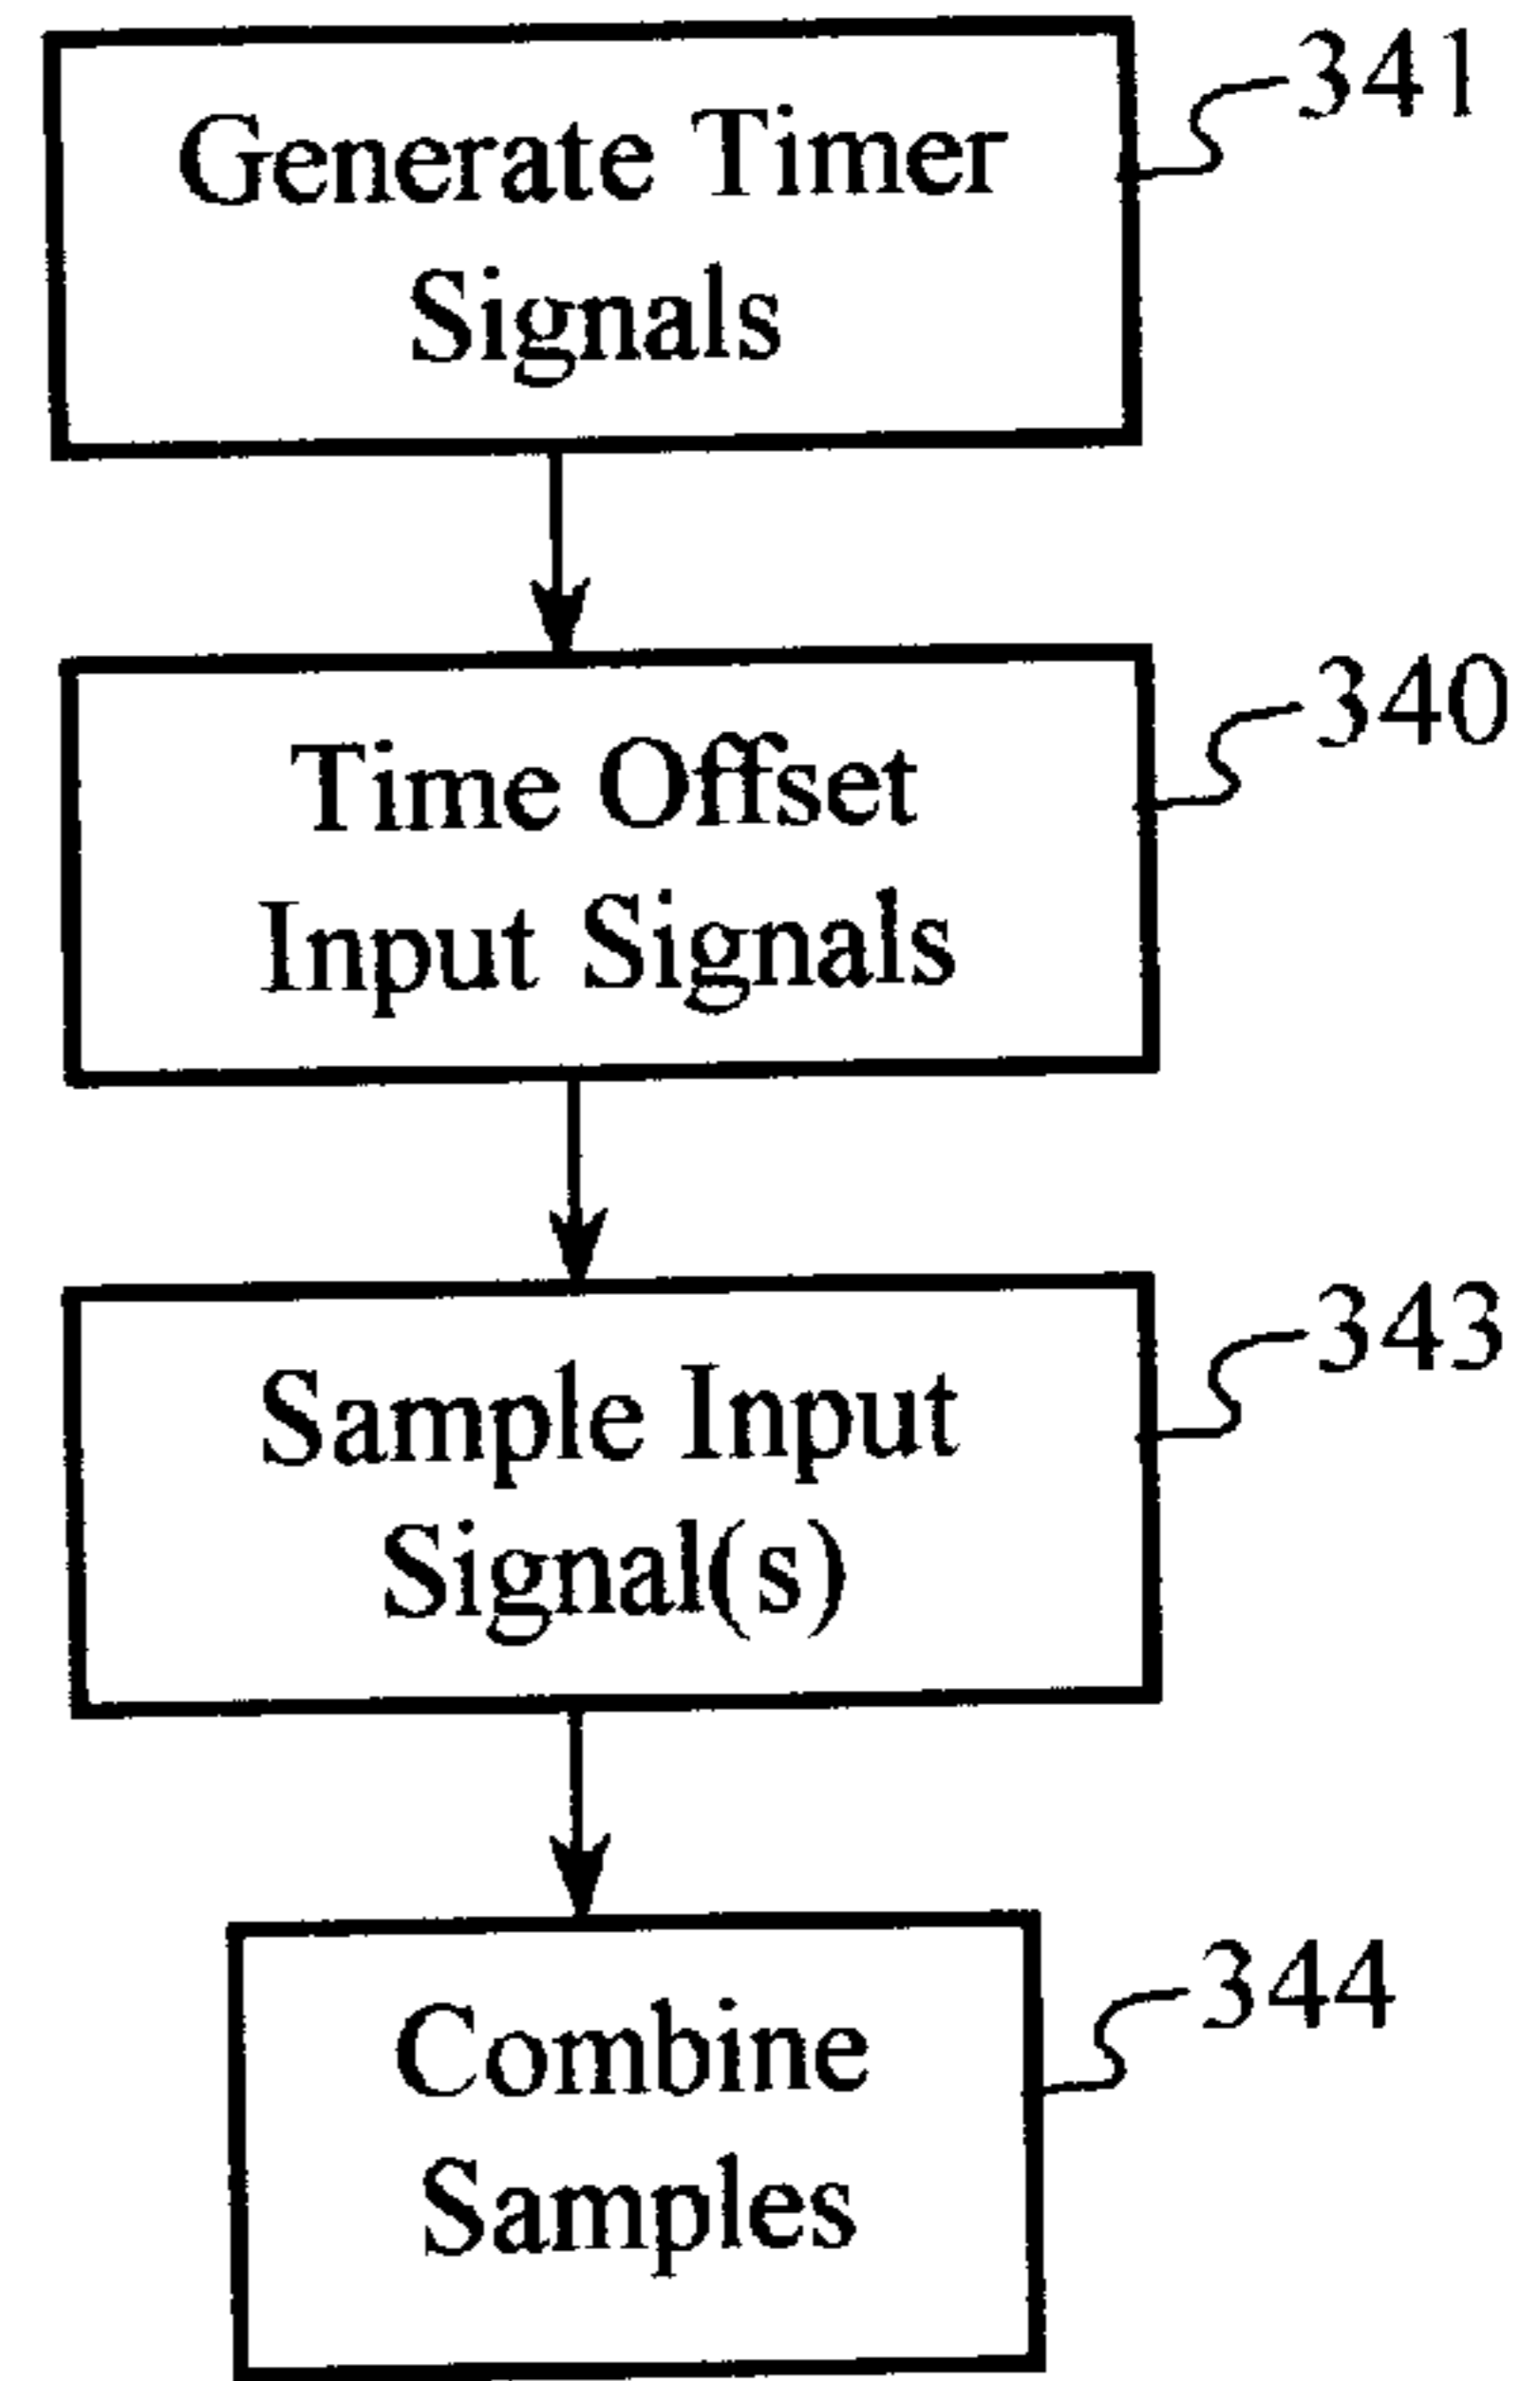 Generate Timer
Signals
341
Time Offset
Input Signals
340
Sample Input
Signal(s)
343
Combine
Samples
344